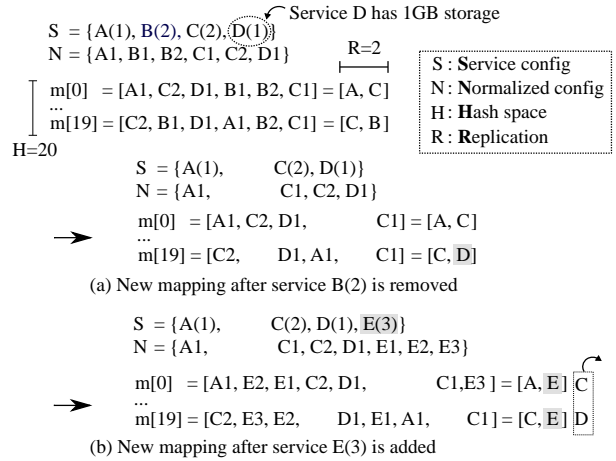 Service D has 1GB storage
S = {A(1), B(2), C(2), D(1)}
N = {A1, B1, B2, C1, C2, D1}
R=2
m[0] = [A1, C2, D1, B1, B2, C1] = [A, C]
...
m[19] = [C2, B1, D1, A1, B2, C1] = [C, B]
H=20
S : Service config
N : Normalized config
H : Hash space
R : Replication
S = {A(1), C(2), D(1)}
N = {A1, C1, C2, D1}
m[0] = [A1, C2, D1, C1] = [A, C]
...
m[19] = [C2, D1, A1, C1] = [C, D]
(a) New mapping after service B(2) is removed
S = {A(1), C(2), D(1), E(3)}
N = {A1, C1, C2, D1, E1, E2, E3}
m[0] = [A1, E2, E1, C2, D1, C1,E3 ] = [A, E] C
...
m[19] = [C2, E3, E2, D1, E1, A1, C1] = [C, E] D
(b) New mapping after service E(3) is added